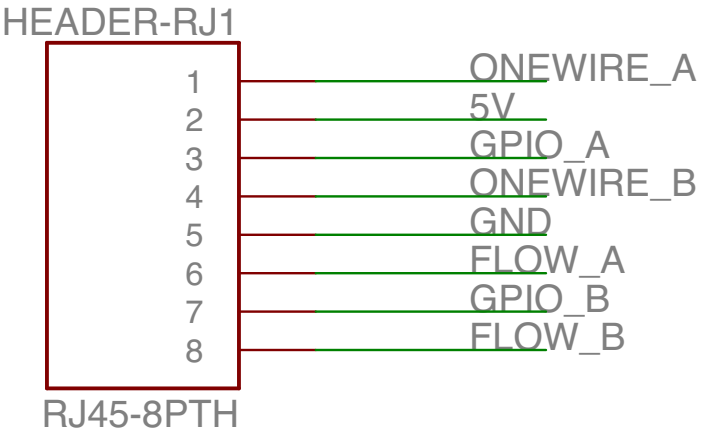 HEADER-RJ1
1 ONEWIRE_A
2 5V
3 GPIO_A
4 ONEWIRE_B
5 GND
6 FLOW_A
7 GPIO_B
8 FLOW_B
RJ45-8PTH